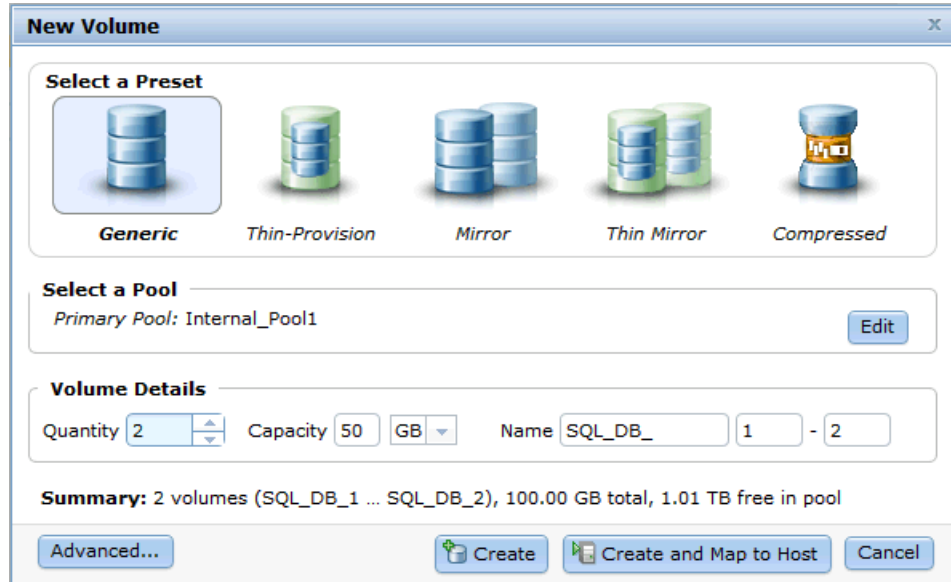 New Volume x
Select a Preset
Generic Thin-Provision Mirror Thin Mirror Compressed
Select a Pool
Primary Pool: Internal_Pool1 Edit
Volume Details
Quantity 2 Capacity 50 GB Name SQL_DB_ 1 - 2
Summary: 2 volumes (SQL_DB_1 ... SQL_DB_2), 100.00 GB total, 1.01 TB free in pool
Advanced... Create Create and Map to Host Cancel